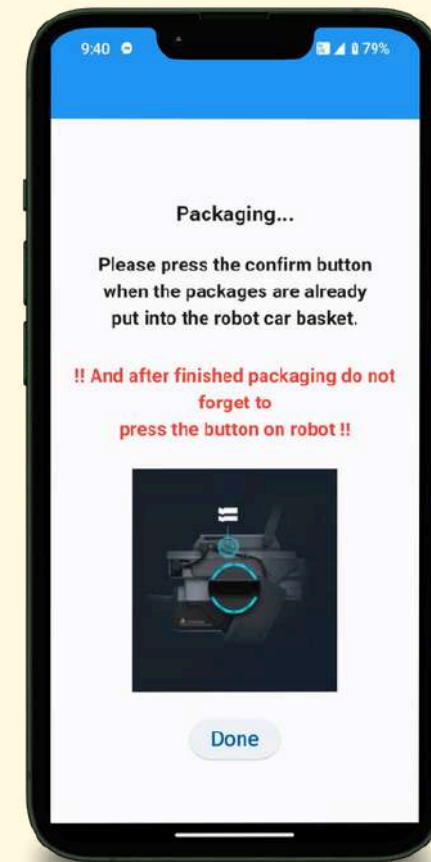 9:40
79%
Packaging...
Please press the confirm button
when the packages are already
put into the robot car basket.
!! And after finished packaging do not
forget to
press the button on robot !!
Done